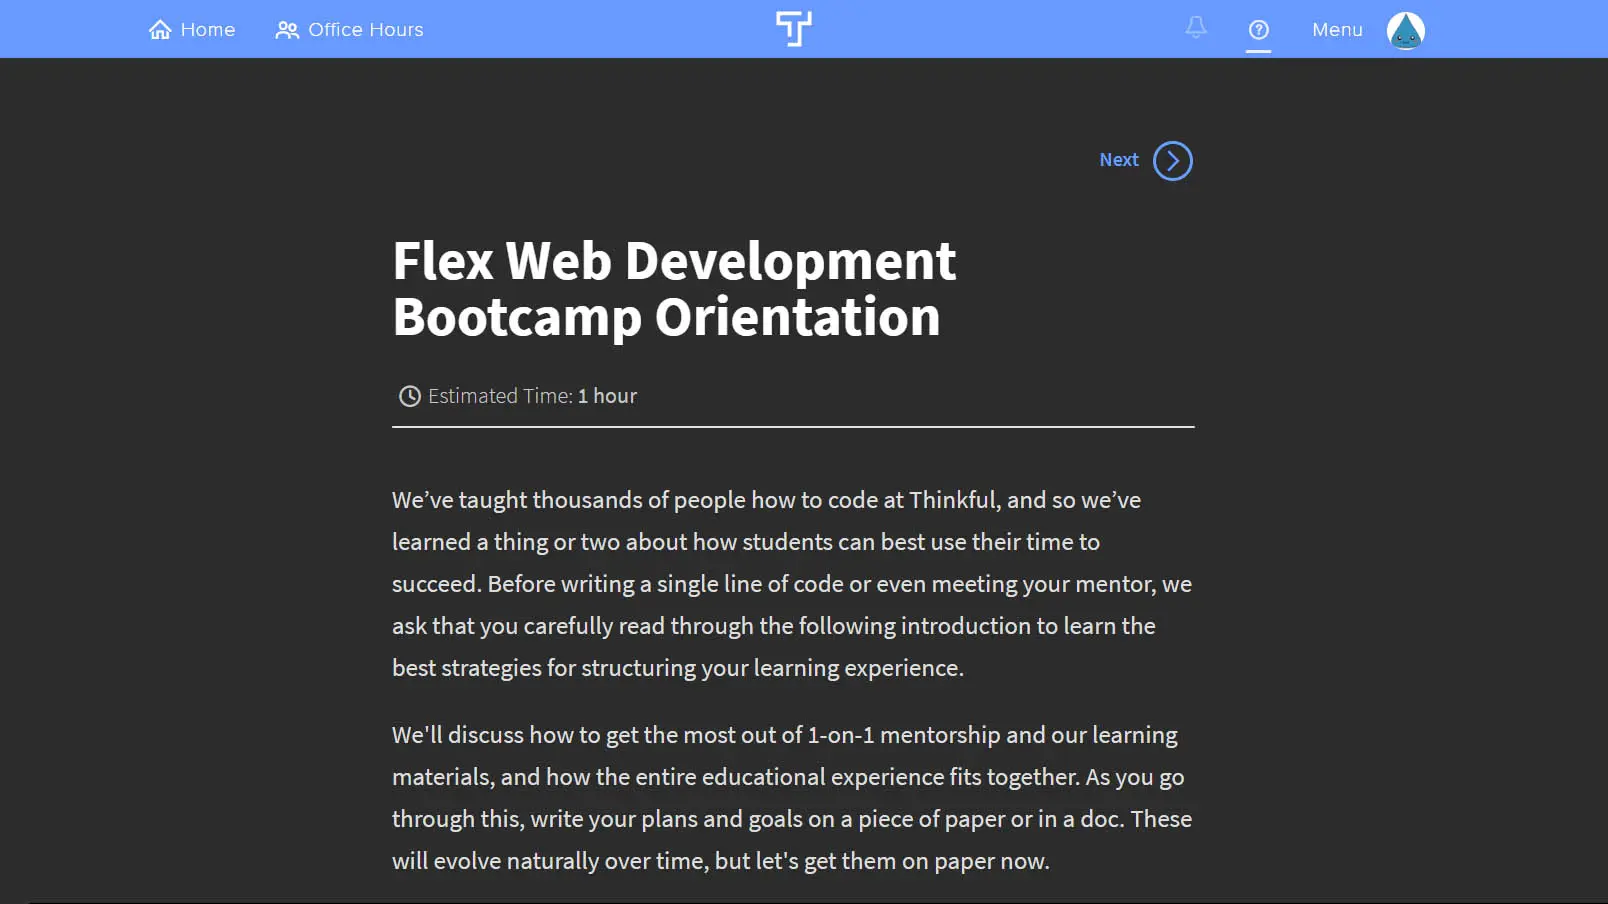 Home Office Hours Menu
Next
Flex Web Development
Bootcamp Orientation
Estimated Time: 1 hour
We’ve taught thousands of people how to code at Thinkful, and so we’ve
learned a thing or two about how students can best use their time to
succeed. Before writing a single line of code or even meeting your mentor, we
ask that you carefully read through the following introduction to learn the
best strategies for structuring your learning experience.
We'll discuss how to get the most out of 1-on-1 mentorship and our learning
materials, and how the entire educational experience fits together. As you go
through this, write your plans and goals on a piece of paper or in a doc. These
will evolve naturally over time, but let's get them on paper now.